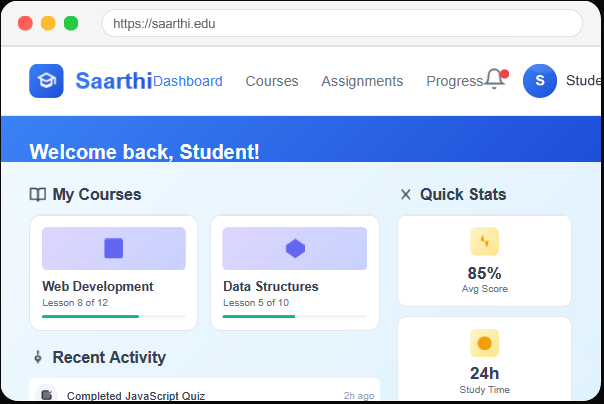 https://saarthi.edu
Saarthi Dashboard Courses Assignments Progress S Stude
Welcome back, Student!
My Courses
Quick Stats
Web Development
Lesson 8 of 12
Data Structures
Lesson 5 of 10
85%
Avg Score
Recent Activity
24h
Study Time
Completed JavaScript Quiz 2h ago